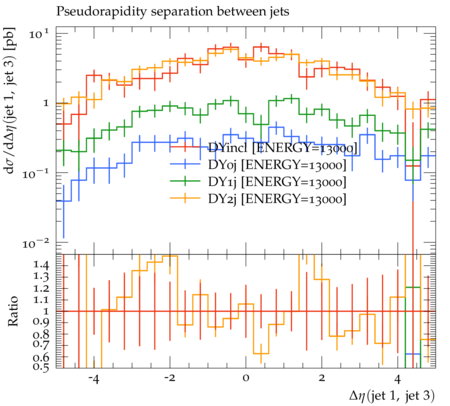 Pseudorapidity separation between jets
dσ/dΔη(jet 1, jet 3) [pb]
10^1
1
10^−1
10^−2
DYincl [ENERGY=13000]
DY0j [ENERGY=13000]
DY1j [ENERGY=13000]
DY2j [ENERGY=13000]
Ratio
1.4
1.3
1.2
1.1
1
0.9
0.8
0.7
0.6
0.5
-4 -2 0 2 4
Δη(jet 1, jet 3)